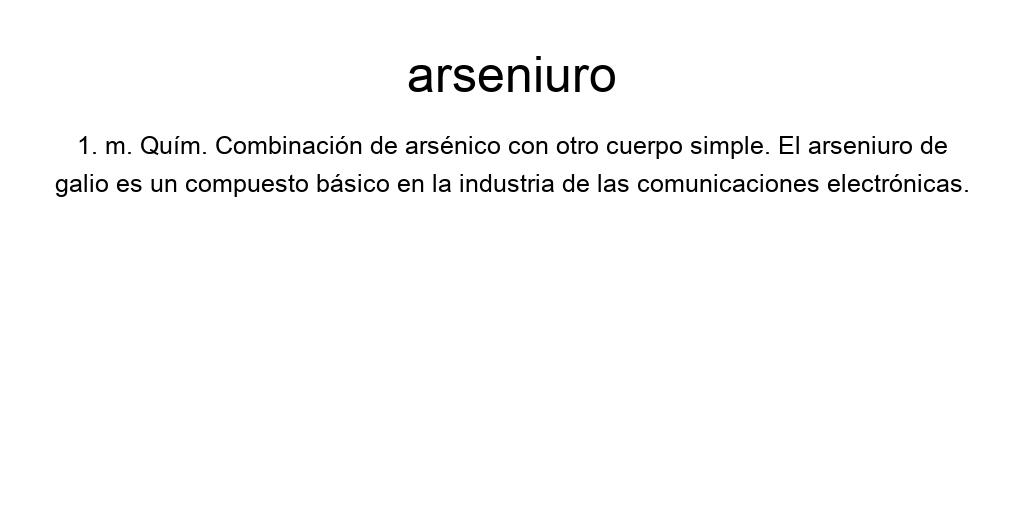 arseniuro
1. m. Quím. Combinación de arsénico con otro cuerpo simple. El arseniuro de
galio es un compuesto básico en la industria de las comunicaciones electrónicas.